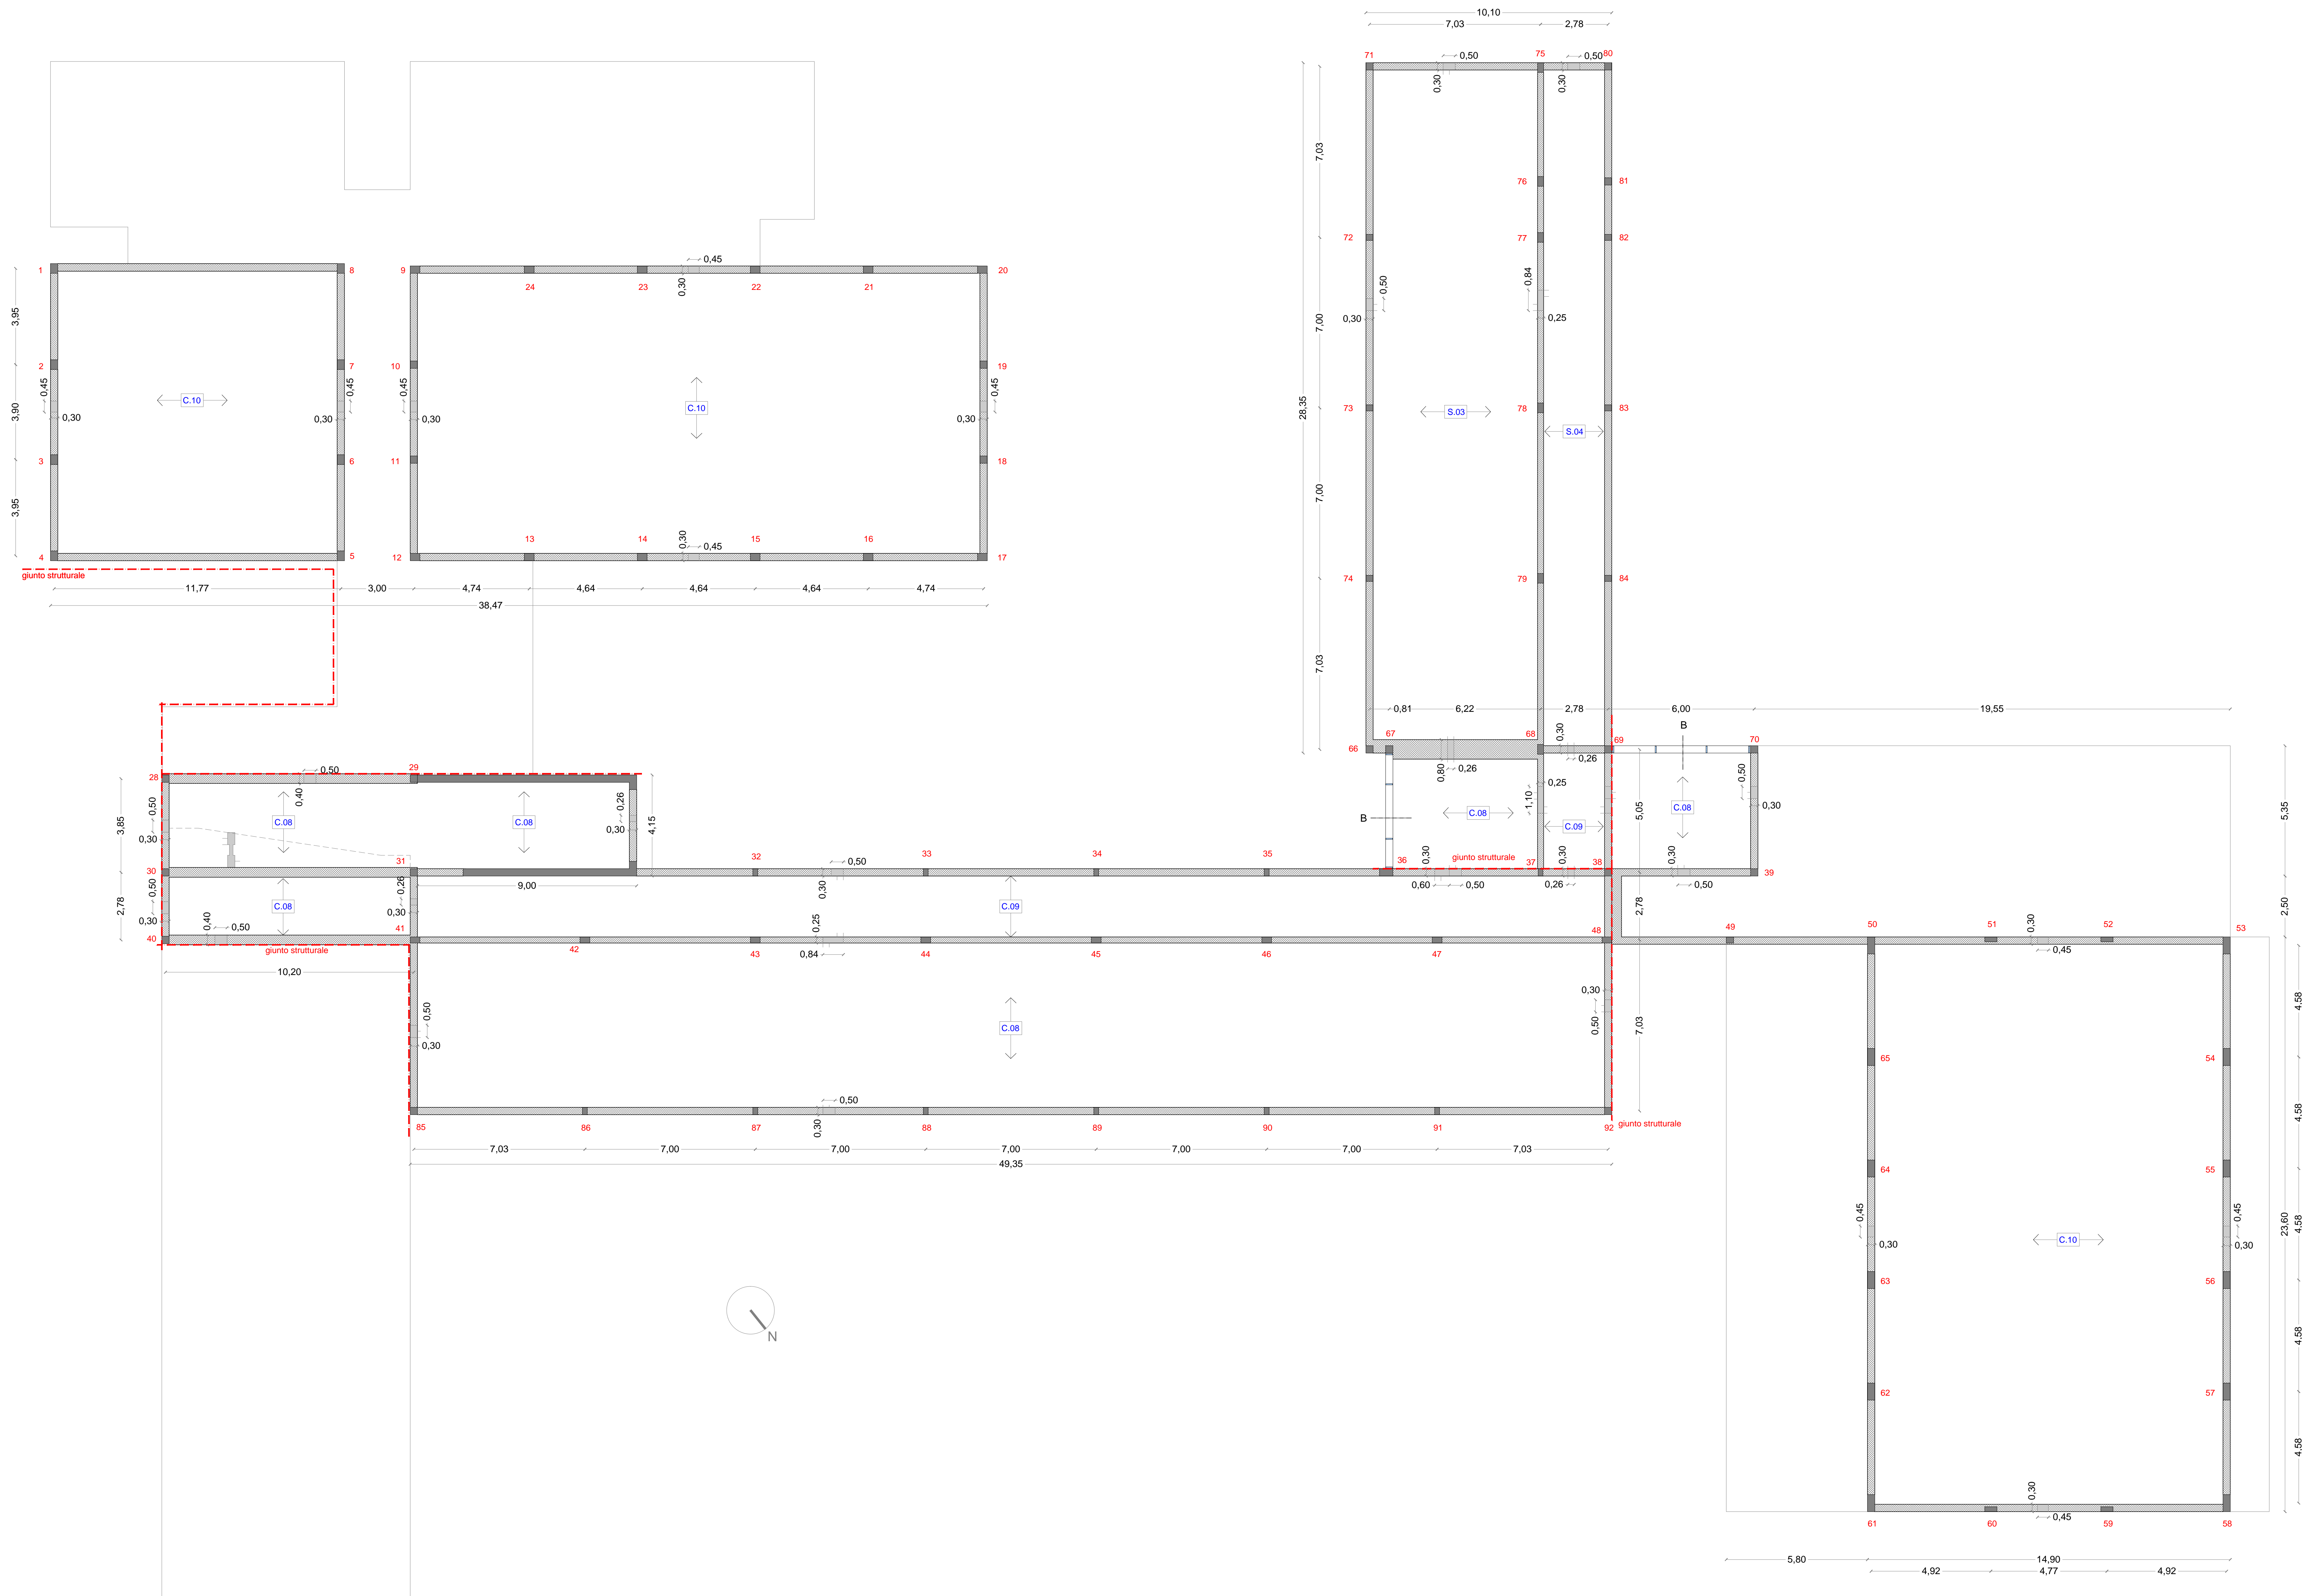 10,10
7,03 2,78
71 0,50 75 0,50 80
0,30 0,30
7,03
76 81
72 77 82
1 8 9 0,45 20
0,30
24 23 22 21
3,95
0,50 0,84
0,30 0,25
7,00
2 7 10 19
0,45 0,45 0,45 0,45
C.10 C.10
3,90 0,30 0,30 0,30 0,30
28,35
73 78 83
S.03
S.04
3 6 11 18
3,95
7,00
13 14 15 16
0,30 0,45
4 5 12 17
giunto strutturale
11,77 3,00 4,74 4,64 4,64 4,64 4,74
38,47
74 79 84
7,03
0,81 6,22 2,78 6,00 19,55
B
67 68 0,30 69 70
66
0,80 0,26 0,26
28 29
0,50
0,40
0,50
0,30
3,85
C.08 C.08
0,26
0,30
4,15
0,25
1,10
C.08
B
C.09
C.08
0,50
0,30
5,05
5,35
30 31 32 33 34 35 36 giunto strutturale 37 38 39
0,50
0,30 0,30 0,30 0,30
0,60 0,50 0,26 0,50
9,00
0,50
0,30
2,78
C.08
0,26
0,30
0,40 0,50
C.09
0,25
2,78
2,50
40 41
giunto strutturale
42 43 0,84 44 45 46 47 48
49 50 51 0,30 52 53
0,45
10,20
0,50
0,30
C.08
0,30
0,50
7,03
4,58
65 54
0,50
0,30
85 86 87 88 89 90 91 92
giunto strutturale
7,03 7,00 7,00 7,00 7,00 7,00 7,03
49,35
4,58
64 55
0,45 0,45
0,30 0,30
C.10
4,58
23,60
63 56
N
4,58
62 57
4,58
0,30
0,45
61 60 59 58
5,80 14,90
4,92 4,77 4,92